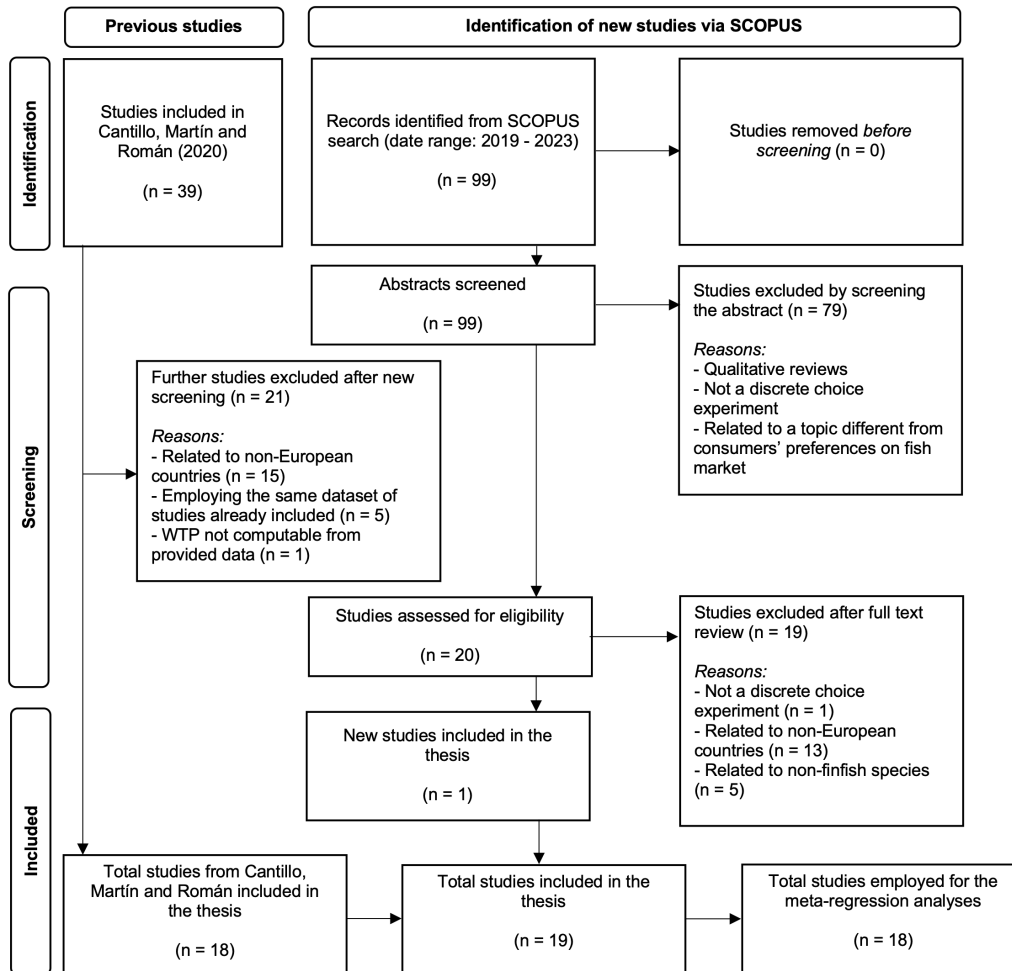 Previous studies
Identification of new studies via SCOPUS
Identification
Studies included in
Cantillo, Martín and
Román (2020)
(n = 39)
Records identified from SCOPUS
search (date range: 2019 - 2023)
(n = 99)
Studies removed before
screening (n = 0)
Screening
Abstracts screened
(n = 99)
Studies excluded by screening
the abstract (n = 79)
Reasons:
- Qualitative reviews
- Not a discrete choice
experiment
- Related to a topic different from
consumers’ preferences on fish
market
Further studies excluded after new
screening (n = 21)
Reasons:
- Related to non-European
countries (n = 15)
- Employing the same dataset of
studies already included (n = 5)
- WTP not computable from
provided data (n = 1)
Studies assessed for eligibility
(n = 20)
Studies excluded after full text
review (n = 19)
Reasons:
- Not a discrete choice
experiment (n = 1)
- Related to non-European
countries (n = 13)
- Related to non-finfish species
(n = 5)
Included
New studies included in the
thesis
(n = 1)
Total studies from Cantillo,
Martín and Román included in
the thesis
(n = 18)
Total studies included in the
thesis
(n = 19)
Total studies employed for the
meta-regression analyses
(n = 18)